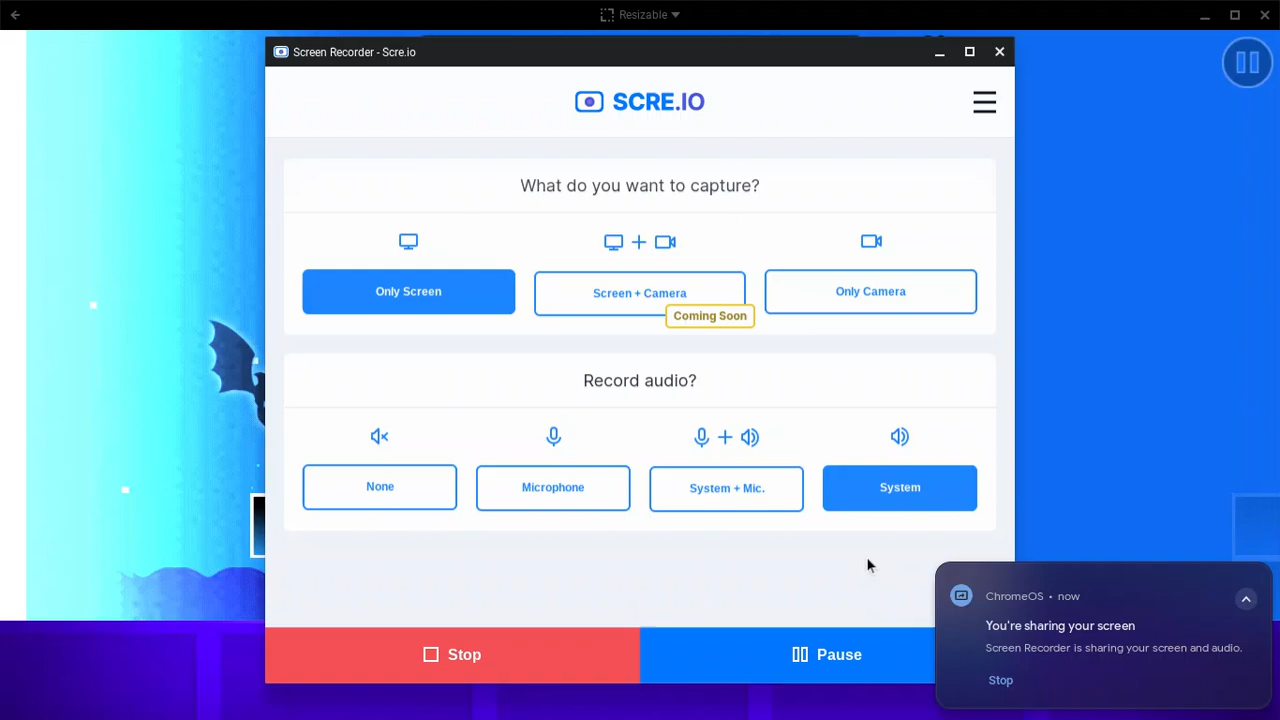 Resizable
Screen Recorder - Scre.io
SCRE.IO
What do you want to capture?
Only Screen
Screen + Camera
Only Camera
Coming Soon
Record audio?
None
Microphone
System + Mic.
System
ChromeOS • now
You're sharing your screen
Screen Recorder is sharing your screen and audio.
Stop
Stop
Pause